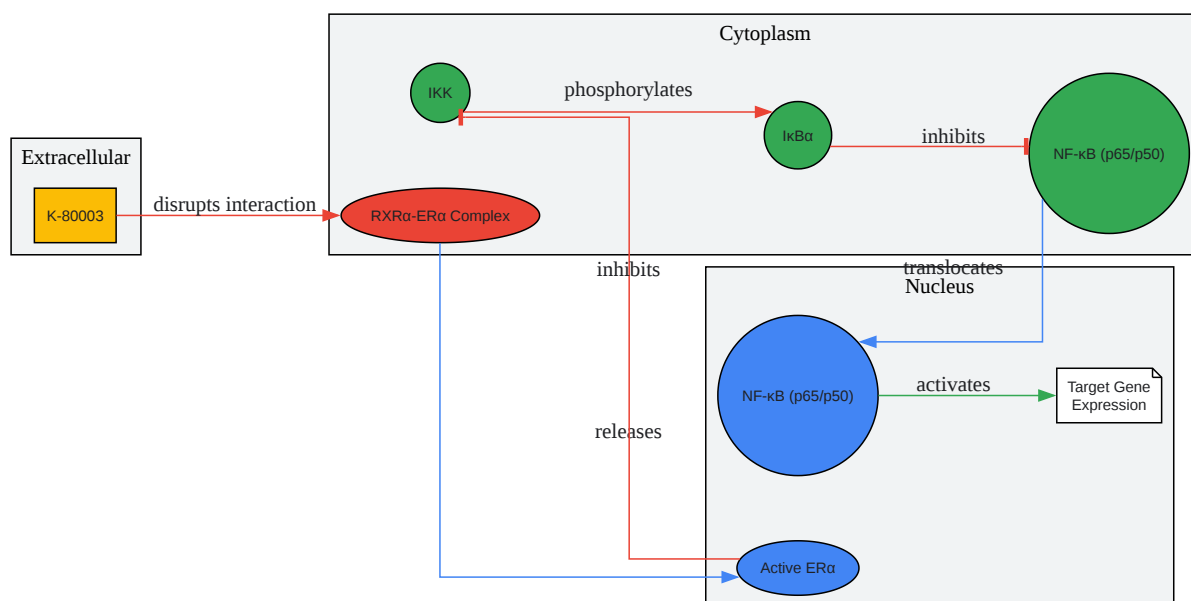 Cytoplasm
IKK
phosphorylates
IκBα
inhibits
NF-κB (p65/p50)
Extracellular
K-80003
disrupts interaction
RXRα-ERα Complex
inhibits
translocates
Nucleus
NF-κB (p65/p50)
activates
Target Gene
Expression
releases
Active ERα